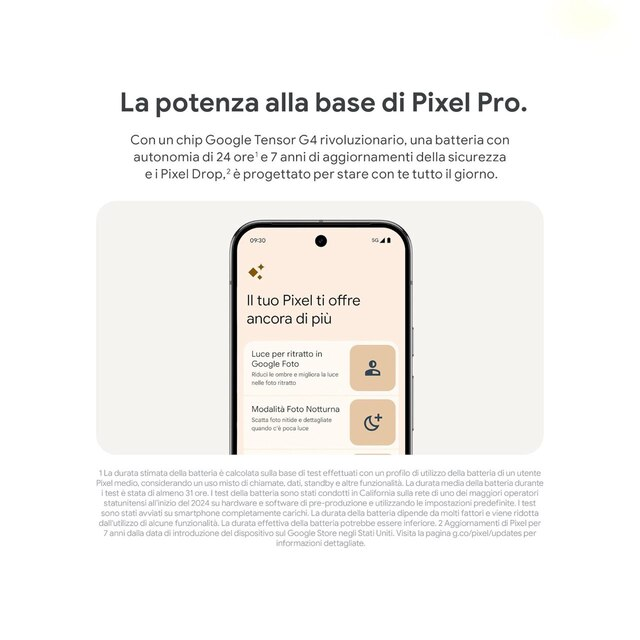 La potenza alla base di Pixel Pro.
Con un chip Google Tensor G4 rivoluzionario, una batteria con
autonomia di 24 ore¹ e 7 anni di aggiornamenti della sicurezza
e i Pixel Drop,² è progettato per stare con te tutto il giorno.
09:30
5G
Il tuo Pixel ti offre
ancora di più
Luce per ritratto in
Google Foto
Riduci le ombre e migliora la luce
nelle foto ritratto
Modalità Foto Notturna
Scatta foto nitide e dettagliate
quando c'è poca luce
1 La durata stimata della batteria è calcolata sulla base di test effettuati con un profilo di utilizzo della batteria di un utente
Pixel medio, considerando un uso misto di chiamate, dati, standby e altre funzionalità. La durata media della batteria durante
i test è stata di almeno 31 ore. I test della batteria sono stati condotti in California sulla rete di uno dei maggiori operatori
statunitensi all'inizio del 2024 su hardware e software di pre-produzione e utilizzando le impostazioni predefinite. I test
sono stati avviati su smartphone completamente carichi. La durata della batteria dipende da molti fattori e viene ridotta
dall'utilizzo di alcune funzionalità. La durata effettiva della batteria potrebbe essere inferiore. 2 Aggiornamenti di Pixel per
7 anni dalla data di introduzione del dispositivo su Google Store negli Stati Uniti. Visita la pagina g.co/pixel/updates per
informazioni dettagliate.